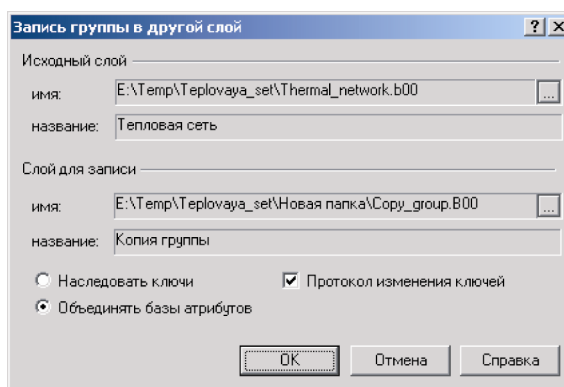 Запись группы в другой слой
Исходный слой
имя: E:\Temp\Teplovaya_set\Thermal_network.b00 ...
название: Тепловая сеть
Слой для записи
имя: E:\Temp\Teplovaya_set\Новая папка\Copy_group.B00 ...
название: Копия группы
Наследовать ключи Протокол изменения ключей
Объединять базы атрибутов
OK Отмена Справка